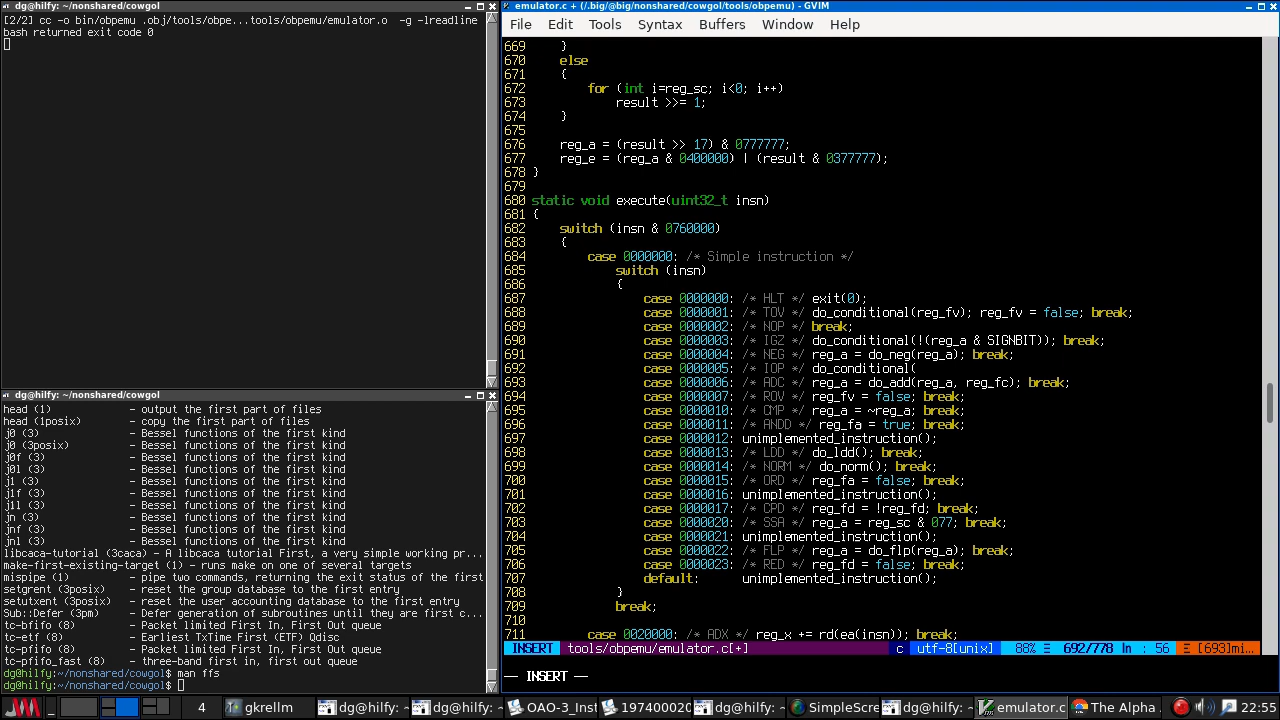 dg@hilfy: ~/nonshared/cowgol
[2/2] cs -o bin/obpemu .obj/tools/obpe...tools/obpemu/emulator.o  -g -lreadline
bash returned exit code 0
dg@hilfy: ~/nonshared/cowgol
head (1)             - output the first part of files
head (1posix)        - copy the first part of files
j0 (3)               - Bessel functions of the first kind
j0 (3posix)          - Bessel functions of the first kind
j0f (3)              - Bessel functions of the first kind
j0l (3)              - Bessel functions of the first kind
j1 (3)               - Bessel functions of the first kind
j1f (3)              - Bessel functions of the first kind
j1l (3)              - Bessel functions of the first kind
jn (3)               - Bessel functions of the first kind
jnf (3)              - Bessel functions of the first kind
jnl (3)              - Bessel functions of the first kind
libcaca-tutorial (3caca) - A libcaca tutorial First, a very simple working pr...
make-first-existing-target (1) - runs make on one of several targets
mispipe (1)          - pipe two commands, returning the exit status of the first
setgrent (3posix)    - reset the group database to the first entry
setutxent (3posix)   - reset the user accounting database to the first entry
Sub::Defer (3pm)     - Defer generation of subroutines until they are first c...
tc-bfifo (8)         - Packet limited First In, First Out queue
tc-etf (8)           - Earliest TxTime First (ETF) Qdisc
tc-pfifo (8)         - Packet limited First In, First Out queue
tc-pfifo_fast (8)    - three-band first in, first out queue
dg@hilfy:~/nonshared/cowgol$ man ffs
dg@hilfy:~/nonshared/cowgol$
emulator.c + (/.big/@big/nonshared/cowgol/tools/obpemu) - GVIM
File Edit Tools Syntax Buffers Window Help
669     }
670     else
671     {
672         for (int i=reg_sc; i<0; i++)
673             result >>= 1;
674     }
675
676     reg_a = (result >> 17) & 0777777;
677     reg_e = (reg_a & 0400000) | (result & 0377777);
678 }
679
680 static void execute(uint32_t insn)
681 {
682     switch (insn & 0760000)
683     {
684         case 0000000: /* Simple instruction */
685             switch (insn)
686             {
687                 case 0000000: /* HLT */ exit(0);
688                 case 0000001: /* TOV */ do_conditional(reg_fv); reg_fv = false; break;
689                 case 0000002: /* NOP */ break;
690                 case 0000003: /* IGZ */ do_conditional(!(reg_a & SIGNBIT)); break;
691                 case 0000004: /* NEG */ reg_a = do_neg(reg_a); break;
692                 case 0000005: /* IOP */ do_conditional(
693                 case 0000006: /* ADC */ reg_a = do_add(reg_a, reg_fc); break;
694                 case 0000007: /* ROV */ reg_fv = false; break;
695                 case 0000010: /* CMP */ reg_a = ~reg_a; break;
696                 case 0000011: /* ANDD */ reg_fa = true; break;
697                 case 0000012: unimplemented_instruction();
698                 case 0000013: /* LDD */ do_ldd(); break;
699                 case 0000014: /* NORM */ do_norm(); break;
700                 case 0000015: /* ORD */ reg_fa = false; break;
701                 case 0000016: unimplemented_instruction();
702                 case 0000017: /* CPD */ reg_fd = !reg_fd; break;
703                 case 0000020: /* SSA */ reg_a = reg_sc & 077; break;
704                 case 0000021: unimplemented_instruction();
705                 case 0000022: /* FLP */ reg_a = do_flp(reg_a); break;
706                 case 0000023: /* RED */ reg_fd = false; break;
707                 default:      unimplemented_instruction();
708             }
709             break;
710
711         case 0020000: /* ADX */ reg_x += rd(ea(insn)); break;
INSERT tools/obpemu/emulator.c[+] c utf-8[unix] 88% Ξ 692/778 ln : 56 Ξ [693]mi...
-- INSERT --
4 gkrellm dg@hilfy: ~ dg@hilfy: ~ OAO-3_Inst 197400020 dg@hilfy: ~ SimpleScre dg@hilfy: ~ emulator.c The Alpha 22:55